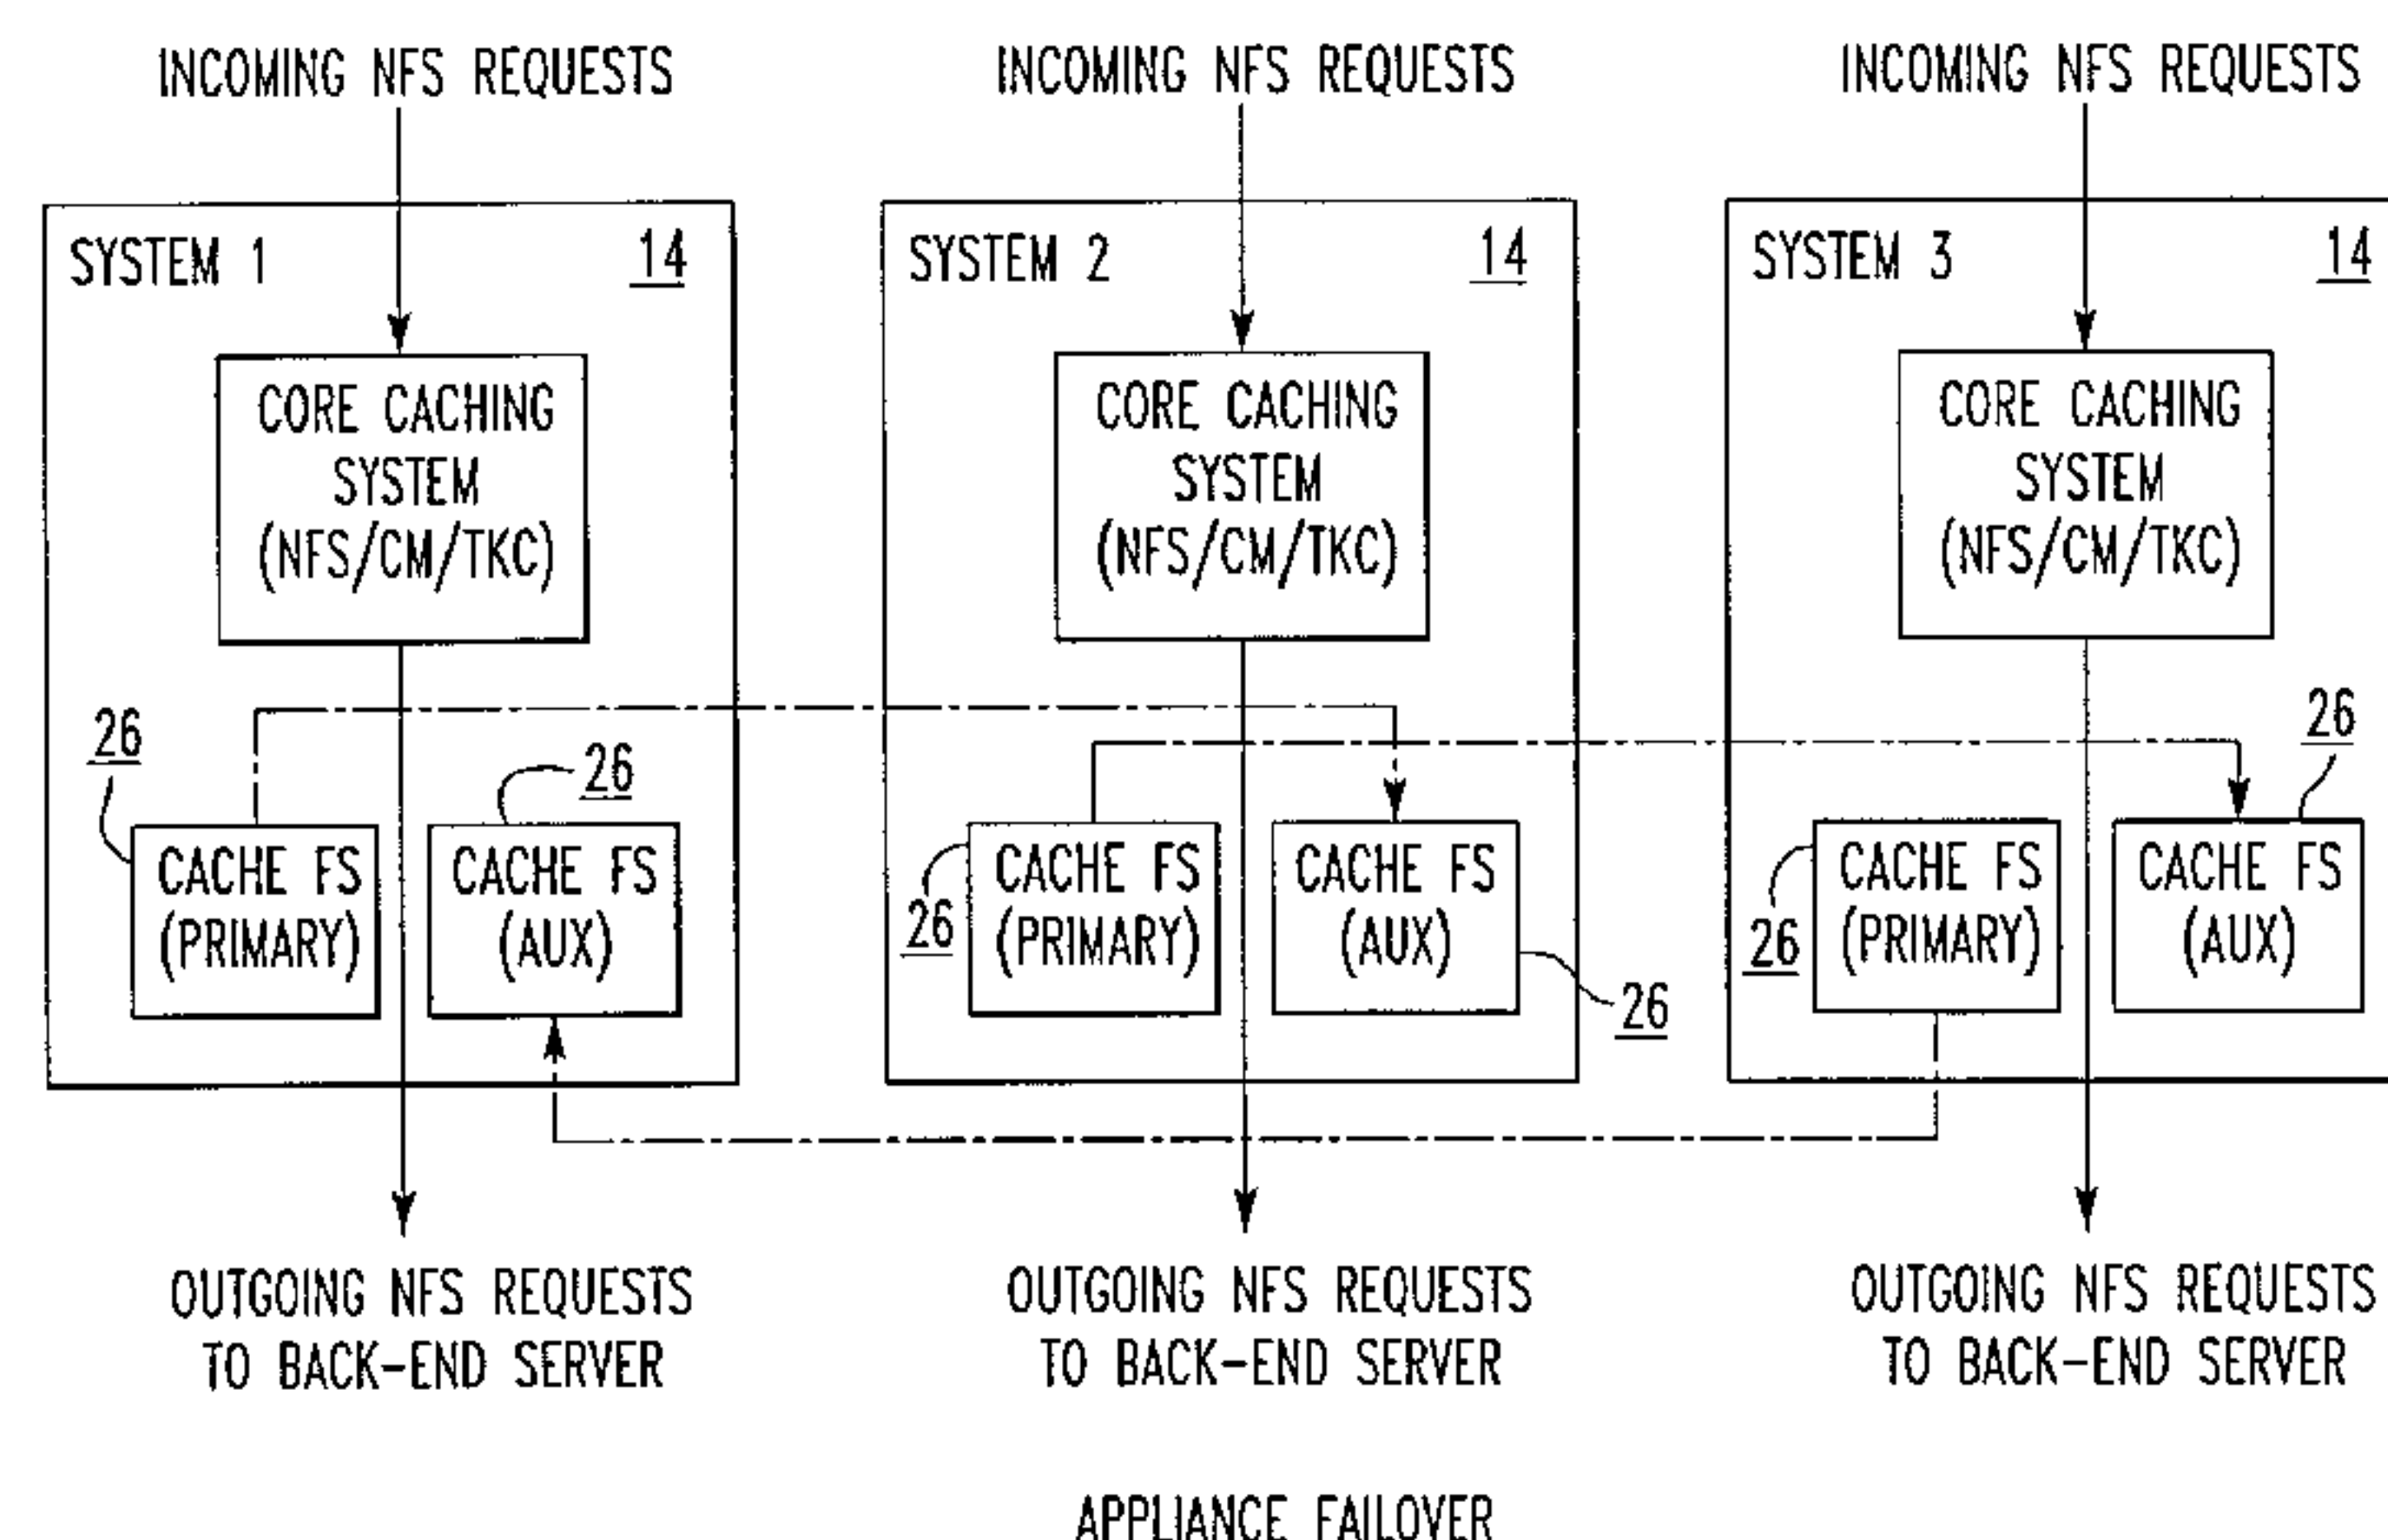 INCOMING NFS REQUESTS
INCOMING NFS REQUESTS
INCOMING NFS REQUESTS
SYSTEM 1
14
SYSTEM 2
14
SYSTEM 3
14
CORE CACHING
SYSTEM
(NFS/CM/TKC)
CORE CACHING
SYSTEM
(NFS/CM/TKC)
CORE CACHING
SYSTEM
(NFS/CM/TKC)
26
26
26
CACHE FS
(PRIMARY)
CACHE FS
(AUX)
26
CACHE FS
(PRIMARY)
CACHE FS
(AUX)
26
26
CACHE FS
(PRIMARY)
CACHE FS
(AUX)
OUTGOING NFS REQUESTS
TO BACK-END SERVER
OUTGOING NFS REQUESTS
TO BACK-END SERVER
OUTGOING NFS REQUESTS
TO BACK-END SERVER
APPLIANCE FAILOVER